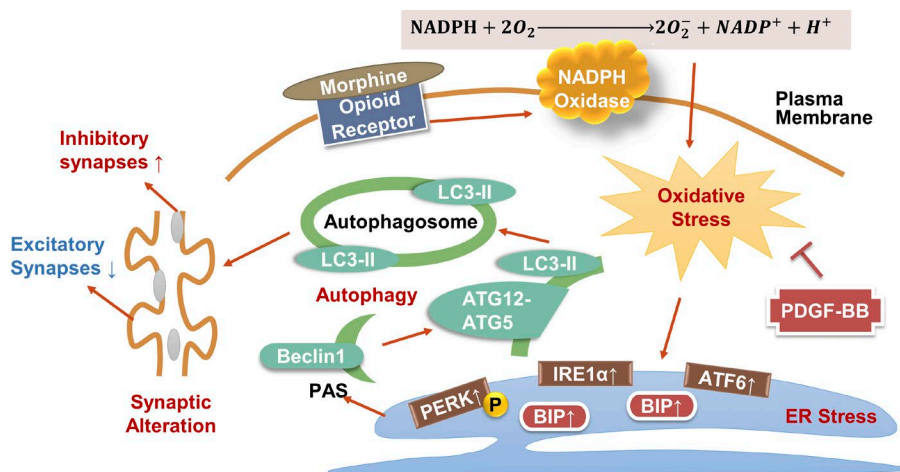 NADPH + 2O₂ ⟶ 2O₂⁻ + NADP⁺ + H⁺
Morphine
Opioid
Receptor
NADPH
Oxidase
Plasma
Membrane
Inhibitory
synapses ↑
Excitatory
Synapses ↓
LC3-II
Autophagosome
LC3-II
Autophagy
LC3-II
ATG12-
ATG5
Oxidative
Stress
PDGF-BB
Beclin1
PAS
PERK↑
P
IRE1α↑
ATF6↑
BIP↑
BIP↑
ER Stress
Synaptic
Alteration